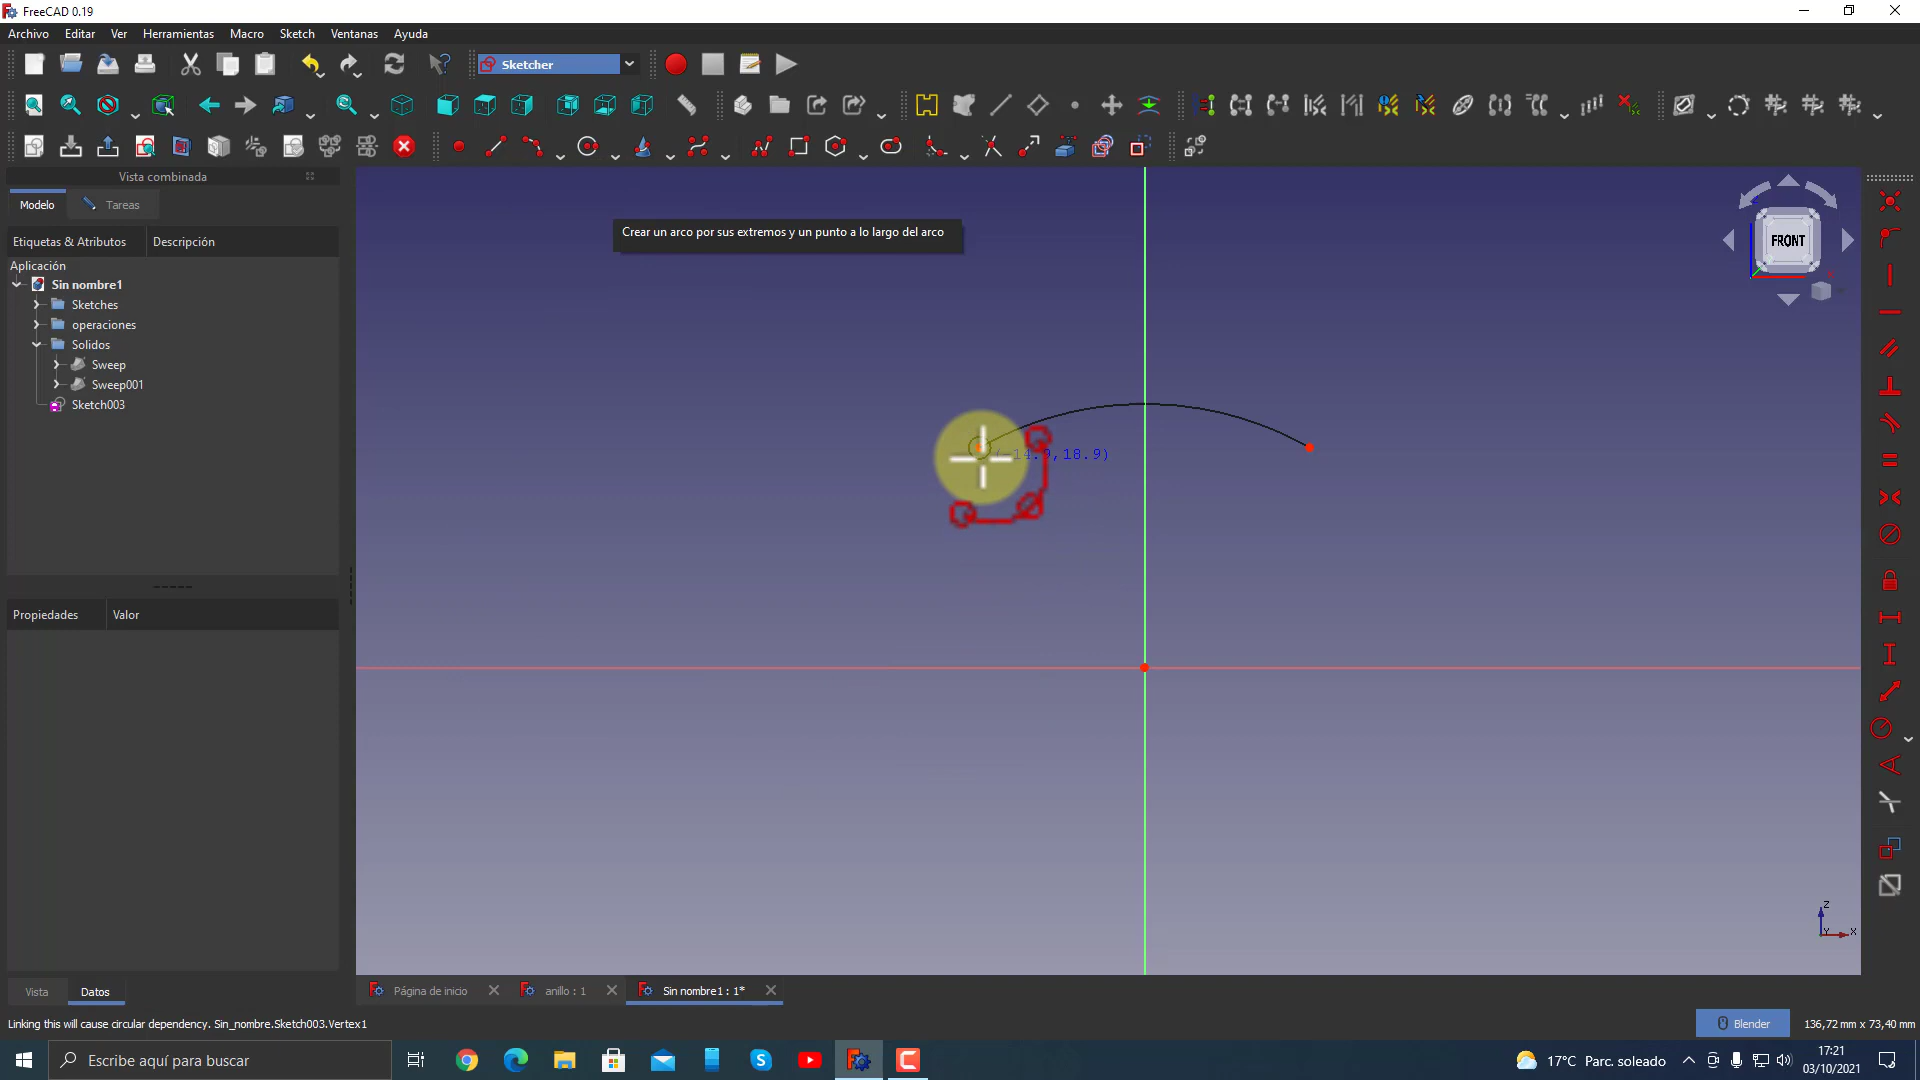 FreeCAD 0.19
Archivo Editar Ver Herramientas Macro Sketch Ventanas Ayuda
Sketcher
Vista combinada
Modelo Tareas
Etiquetas & Atributos Descripción
Aplicación
Sin nombre1
Sketches
operaciones
Solidos
Sweep
Sweep001
Sketch003
Crear un arco por sus extremos y un punto a lo largo del arco
FRONT
(-14.9,18.9)
Propiedades Valor
Z
Y X
Vista Datos
Página de inicio anillo : 1 Sin nombre1 : 1*
Linking this will cause circular dependency. Sin_nombre.Sketch003.Vertex1
Blender 136,72 mm x 73,40 mm
Escribe aquí para buscar
17°C Parc. soleado
17:21
03/10/2021